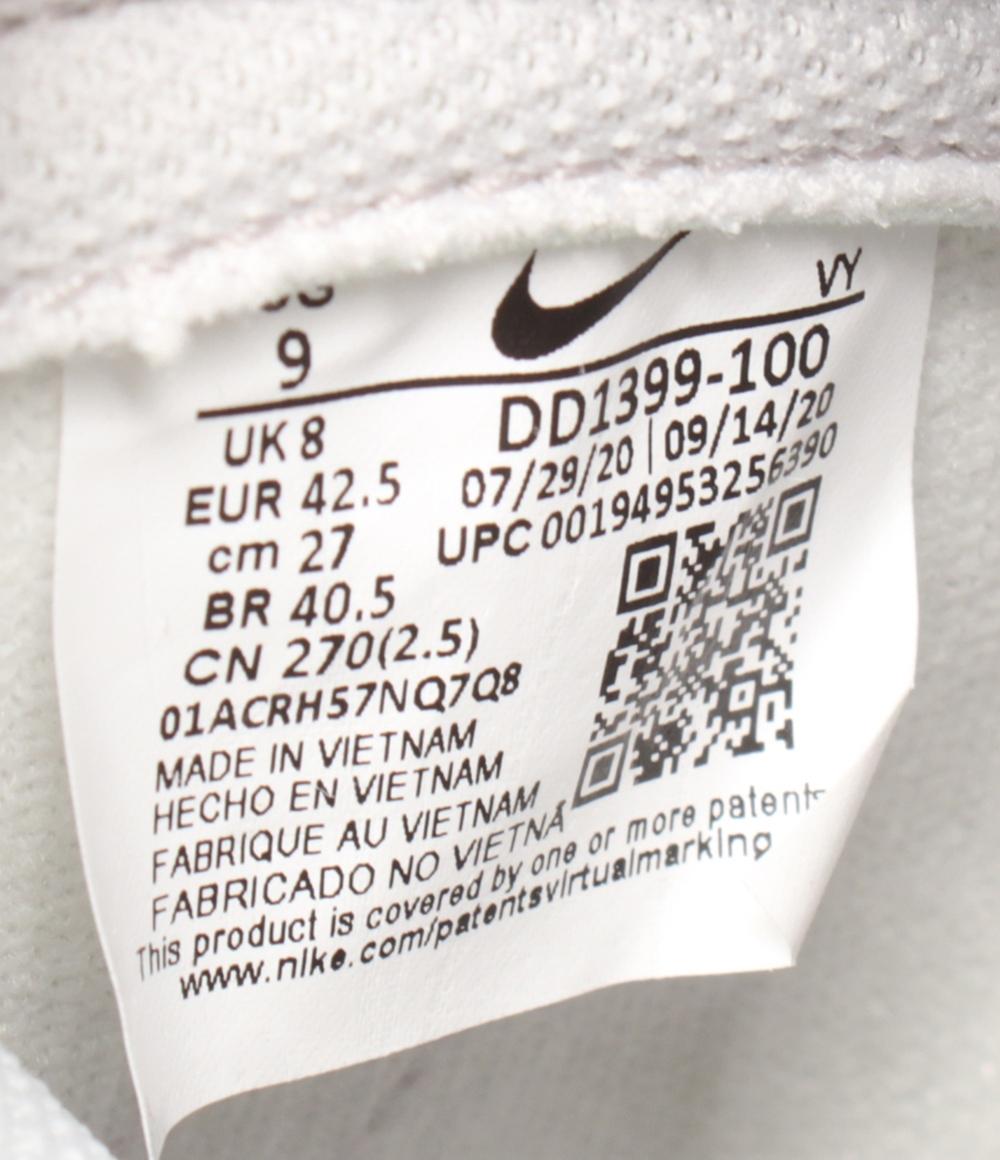 9
VY
UK 8
EUR 42.5
cm 27
BR 40.5
CN 270(2.5)
DD1399-100
07/29/20 | 09/14/20
UPC 00194953256390
01ACRH57NQ7Q8
MADE IN VIETNAM
HECHO EN VIETNAM
FABRIQUE AU VIETNAM
FABRICADO NO VIETNÃ
This product is covered by one or more patents
www.nike.com/patentsvirtualmarking